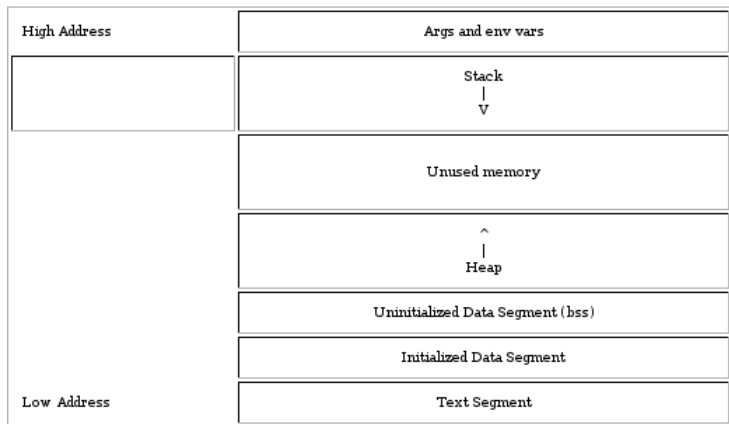 High Address
Args and env vars
Stack
|
V
Unused memory
^
|
Heap
Uninitialized Data Segment (bss)
Initialized Data Segment
Low Address
Text Segment